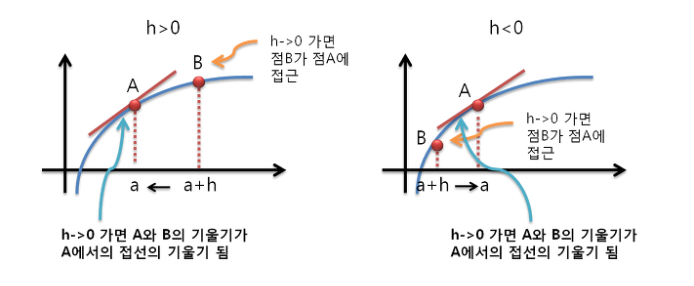 h>0
A
B
h->0 가면
점B가 점A에
접근
a
a+h
h->0 가면 A와 B의 기울기가
A에서의 접선의 기울기 됨
h<0
A
B
h->0 가면
점B가 점A에
접근
a+h
a
h->0 가면 A와 B의 기울기가
A에서의 접선의 기울기 됨